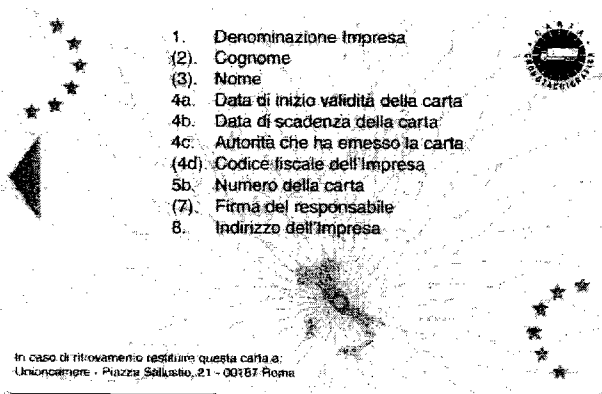 1. Denominazione Impresa
(2). Cognome
(3). Nome
4a. Data di inizio validità della carta
4b. Data di scadenza della carta
4c. Autorità che ha emesso la carta
(4d). Codice fiscale dell'Impresa
5b. Numero della carta
(7). Firma del responsabile
8. Indirizzo dell'Impresa
CARTA
CRONOTACHIGRAFICA
In caso di ritrovamento restituire questa carta a:
Unioncamere - Piazza Sallustio, 21 - 00187 Roma